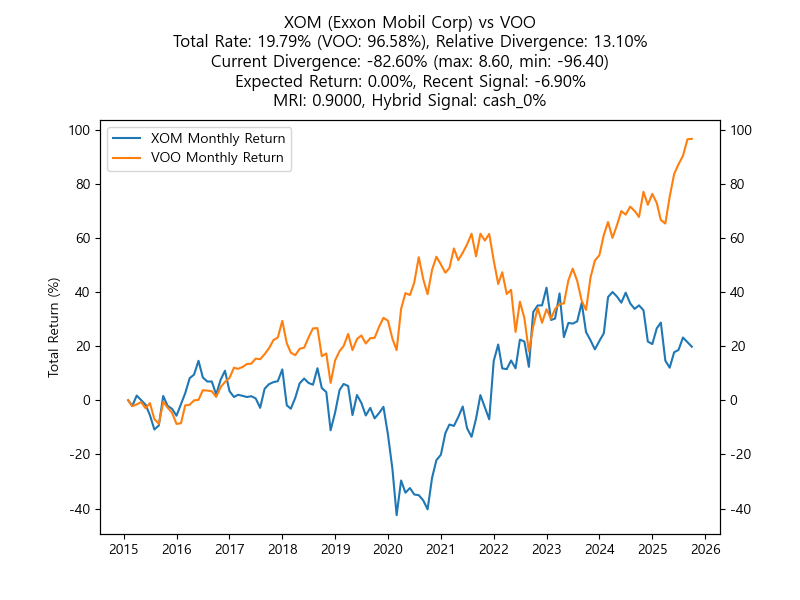 XOM (Exxon Mobil Corp) vs VOO
Total Rate: 19.79% (VOO: 96.58%), Relative Divergence: 13.10%
Current Divergence: -82.60% (max: 8.60, min: -96.40)
Expected Return: 0.00%, Recent Signal: -6.90%
MRI: 0.9000, Hybrid Signal: cash_0%
XOM Monthly Return
VOO Monthly Return
Total Return (%)
100
80
60
40
20
0
-20
-40
100
80
60
40
20
0
-20
-40
2015 2016 2017 2018 2019 2020 2021 2022 2023 2024 2025 2026